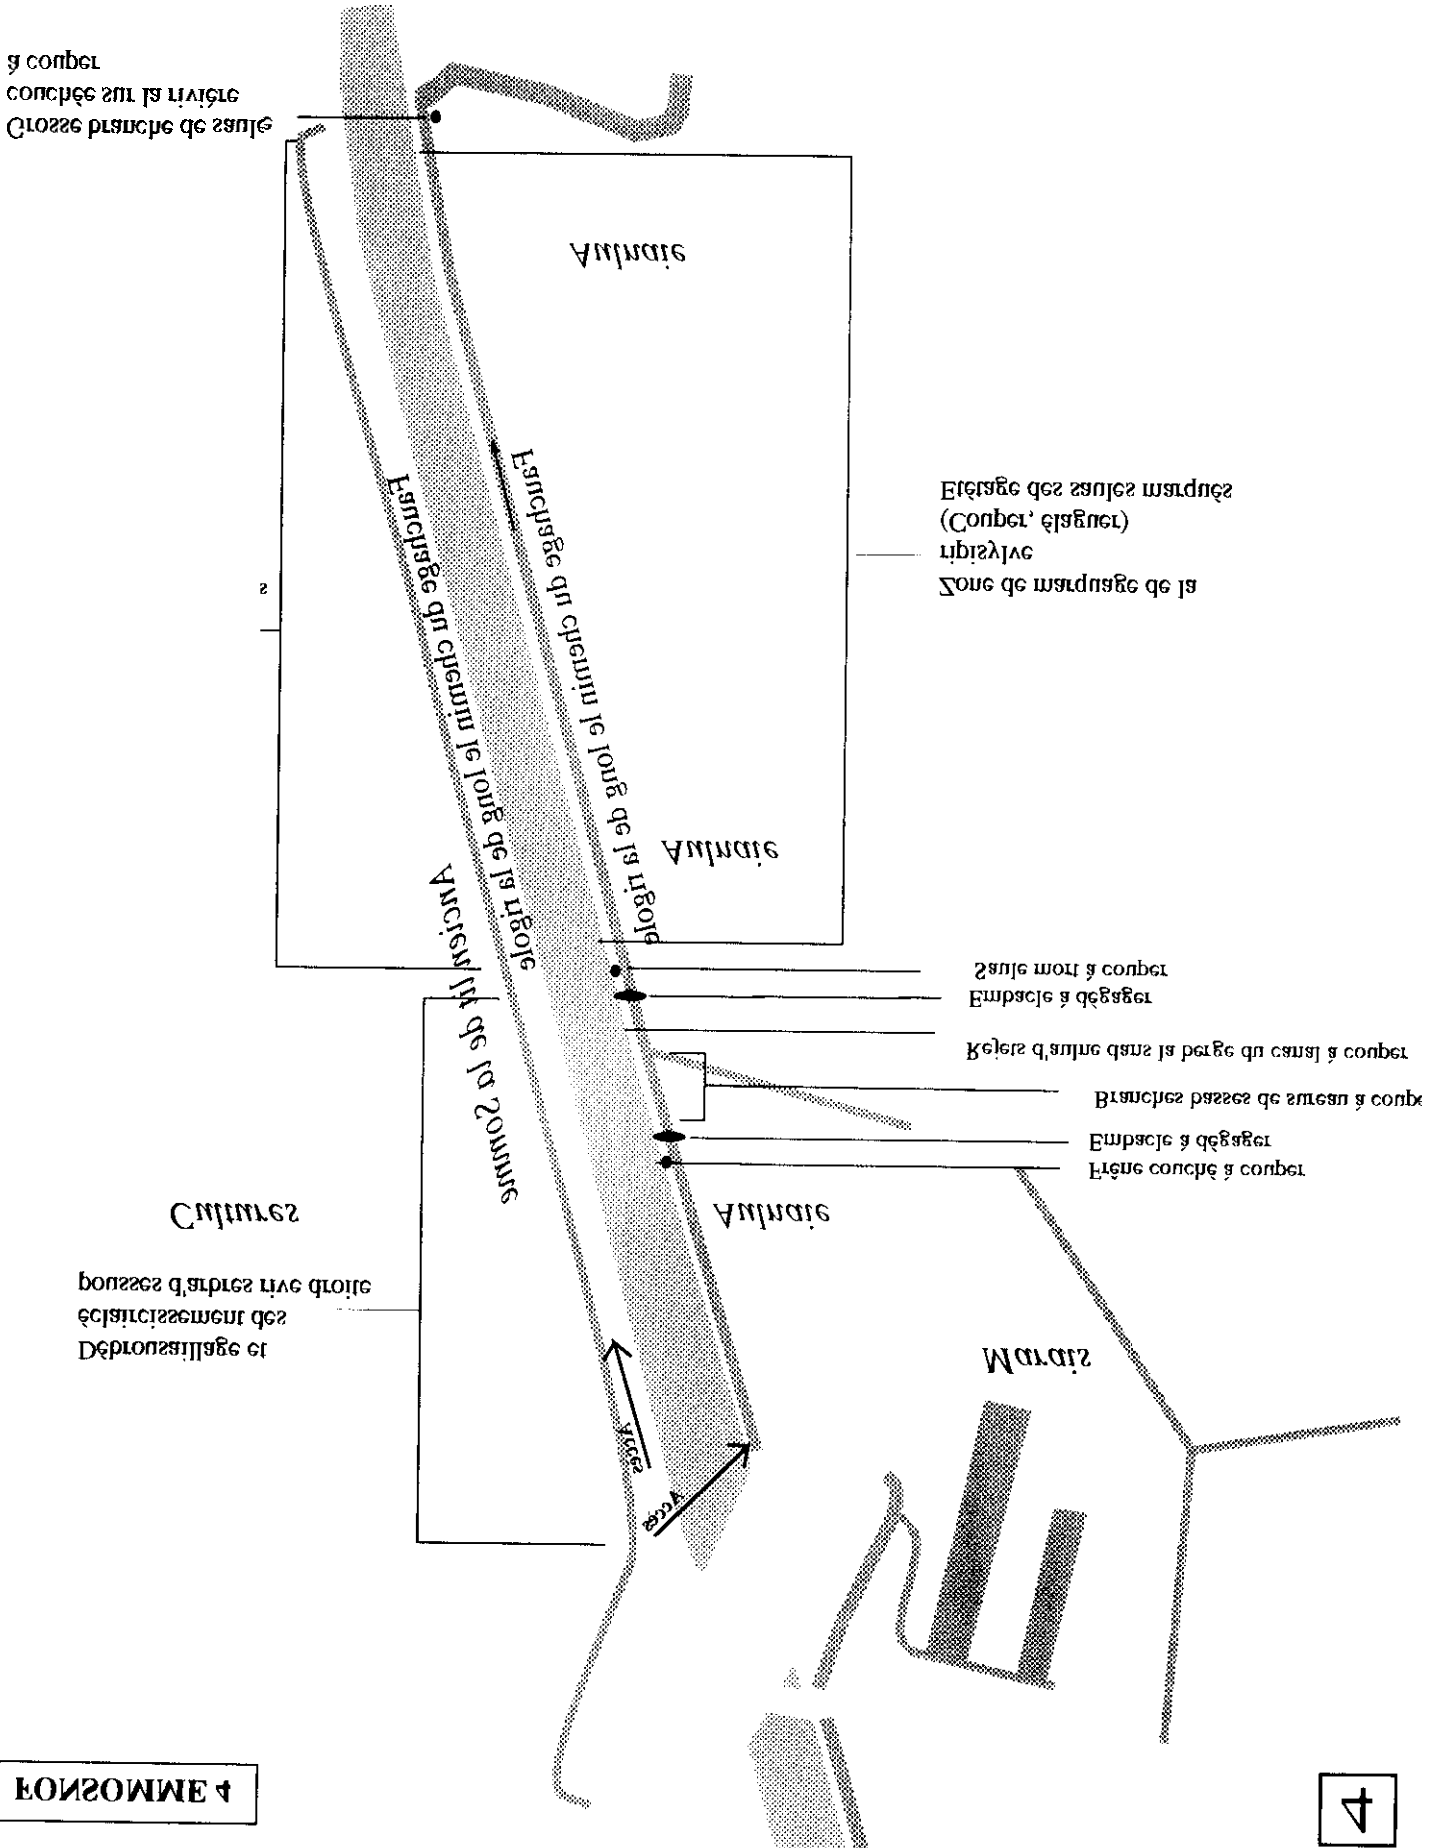 FONSOMME 4
4
Accès
Accès
Marais
Débrousaillage et
éclaircissement des
pousses d'arbres rive droite
Cultures
Aulnaie
Frêne couché à couper
Embacle à dégager
Branches basses de sureau à coupe
Rejets d'aulne dans la berge du canal à couper
Embacle à dégager
Saule mort à couper
Ancien lit de la Somme
Fauchage du chemin le long de la rigole
Fauchage du chemin le long de la rigole
Aulnaie
s
Zone de marquage de la
ripisylve
(Couper, élaguer)
Etêtage des saules marqués
Aulnaie
Grosse branche de saule
couchée sur la rivière
à couper